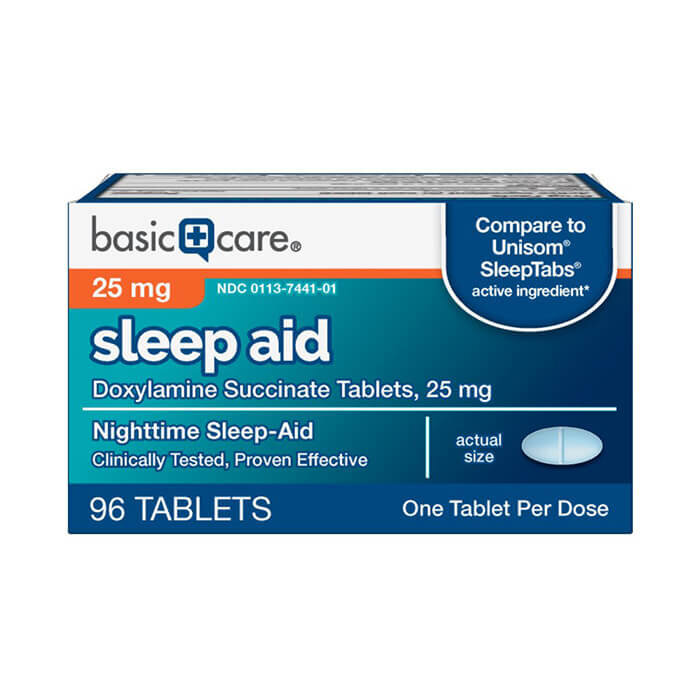 basic care®
Compare to
Unisom®
SleepTabs®
active ingredient*
25 mg
NDC 0113-7441-01
sleep aid
Doxylamine Succinate Tablets, 25 mg
Nighttime Sleep-Aid
Clinically Tested, Proven Effective
actual
size
96 TABLETS
One Tablet Per Dose